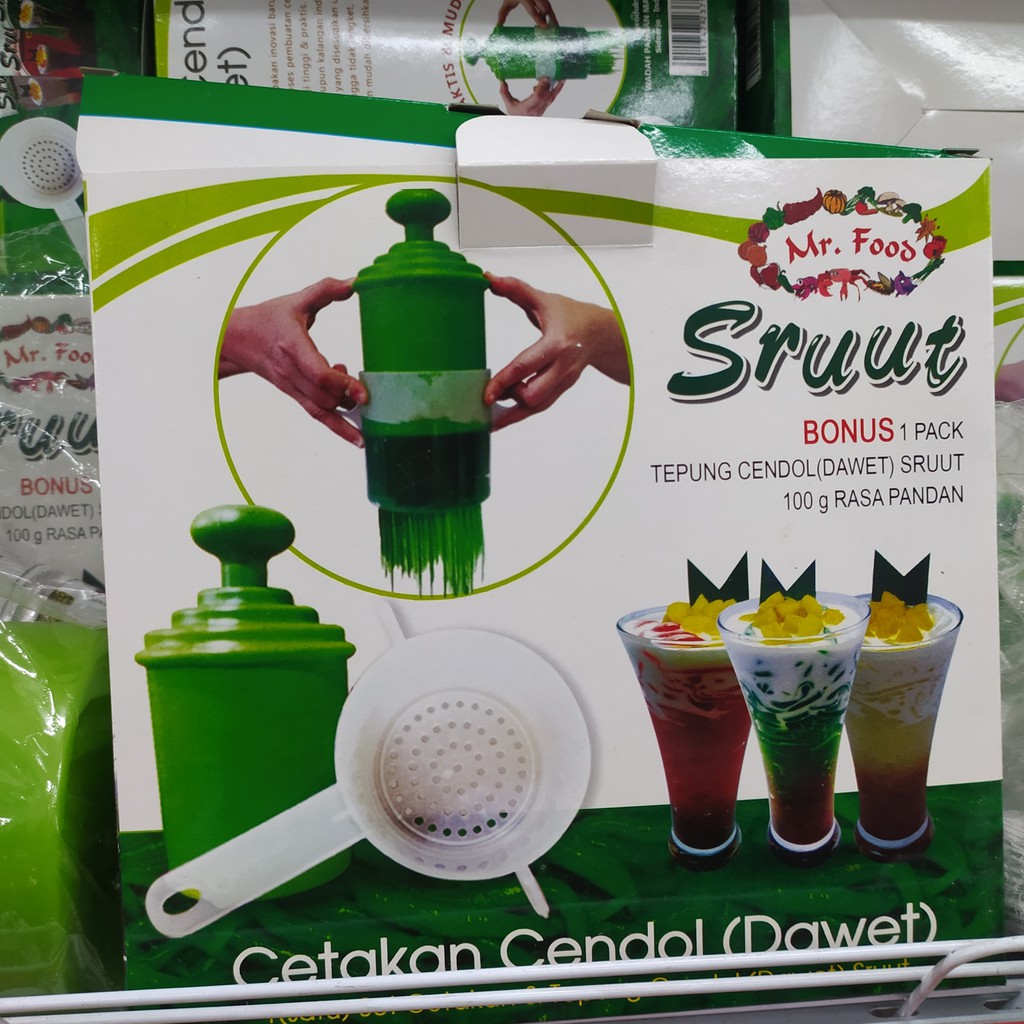 Mr. Food
Sruut
BONUS 1 PACK
TEPUNG CENDOL(DAWET) SRUUT
100 g RASA PANDAN
Cetakan Cendol (Dawet)
Mr. Food
BONUS
100 g RASA